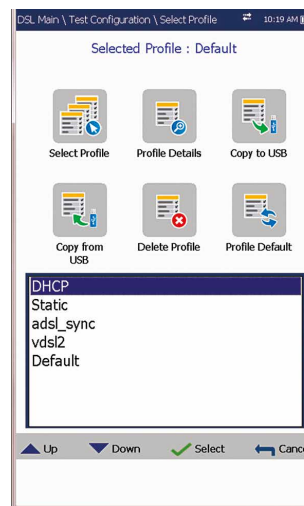 DSL Main \ Test Configuration \ Select Profile 10:19 AM
Selected Profile : Default
Select Profile Profile Details Copy to USB
Copy from USB Delete Profile Profile Default
DHCP
Static
adsl_sync
vdsl2
Default
Up Down Select Canc